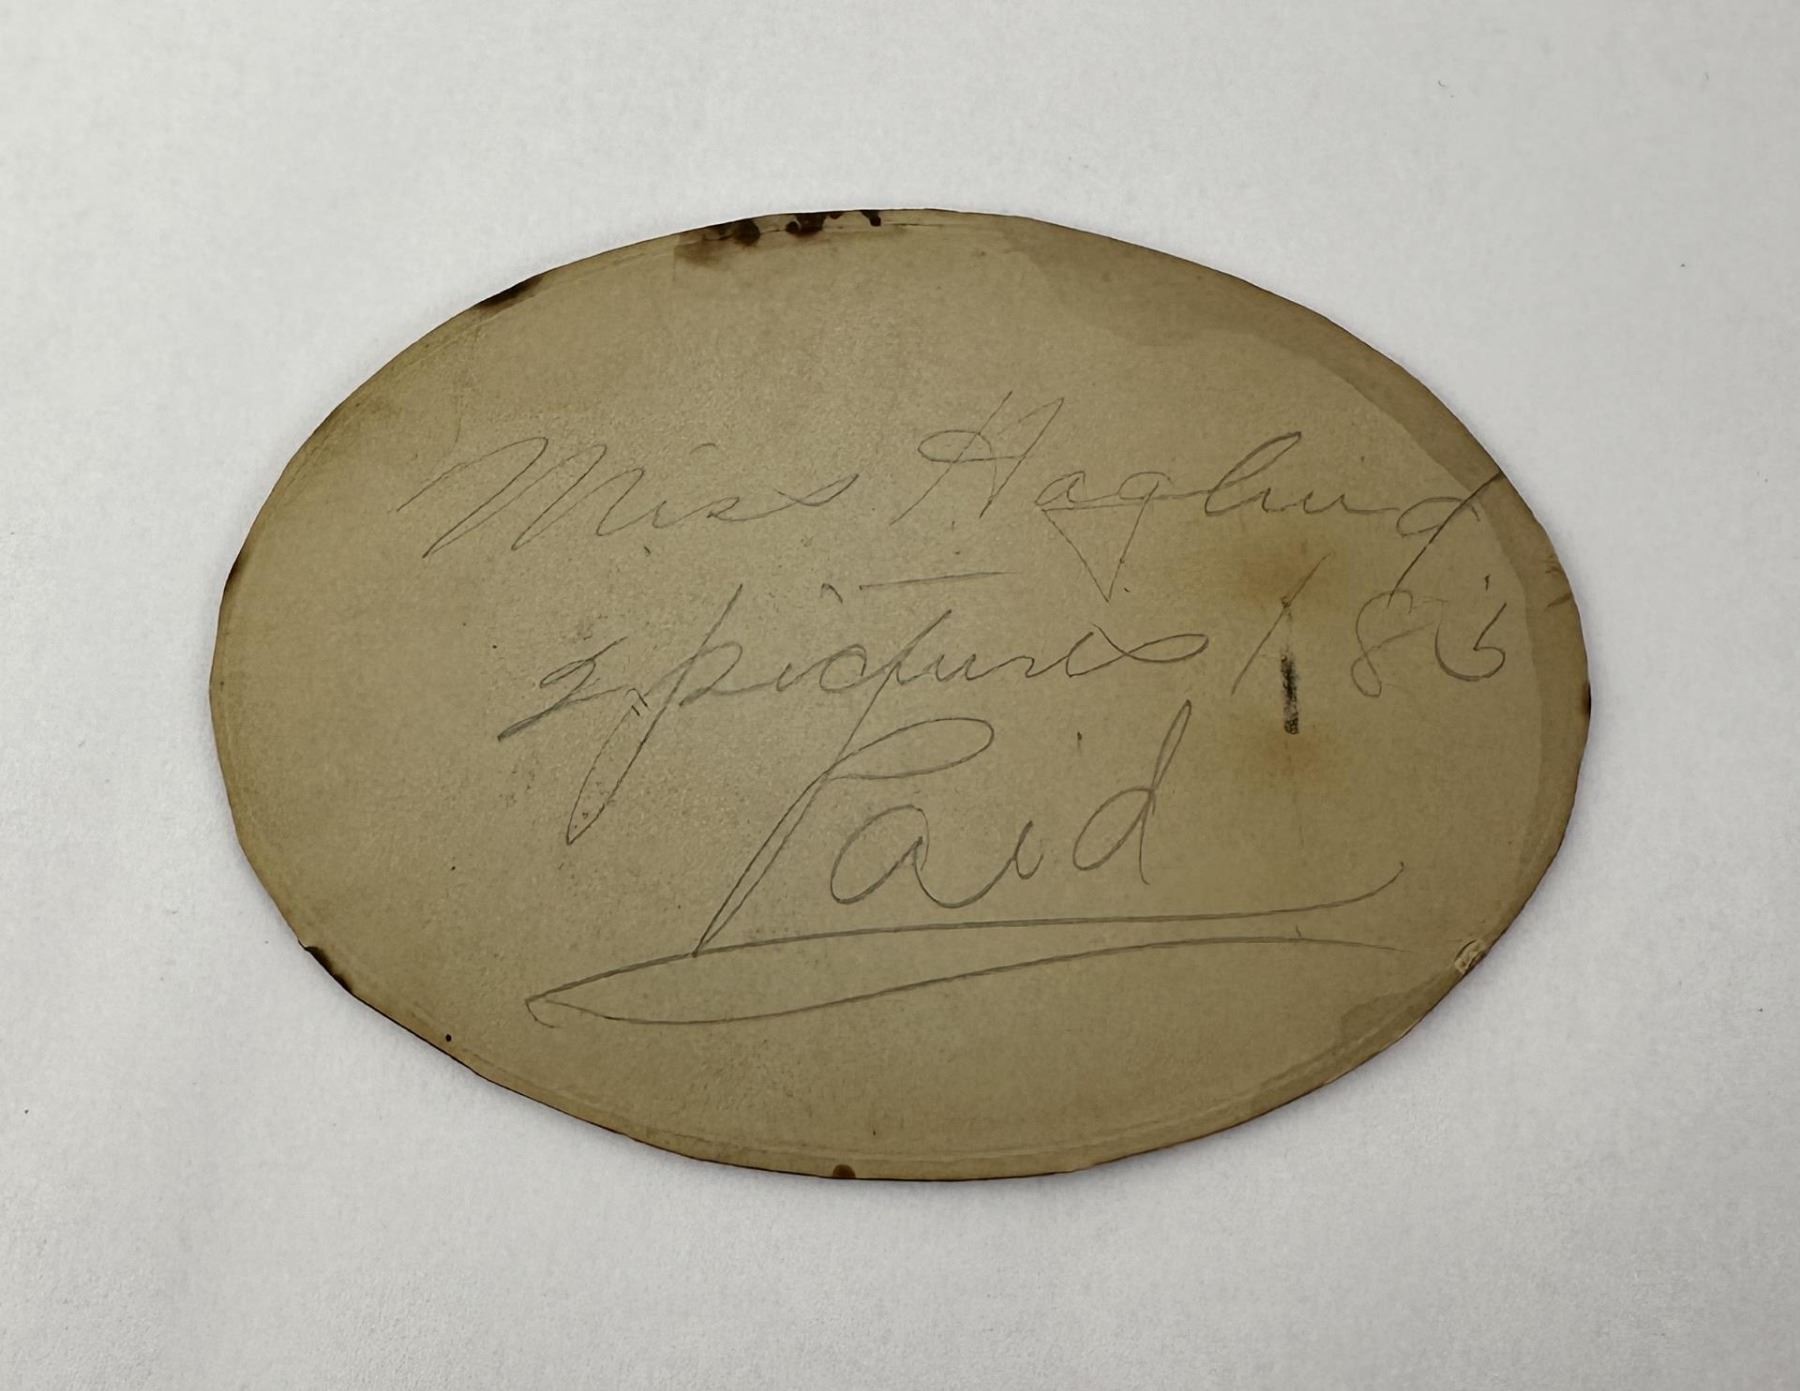 Miss Haglund
2 pictures 1 85
Paid